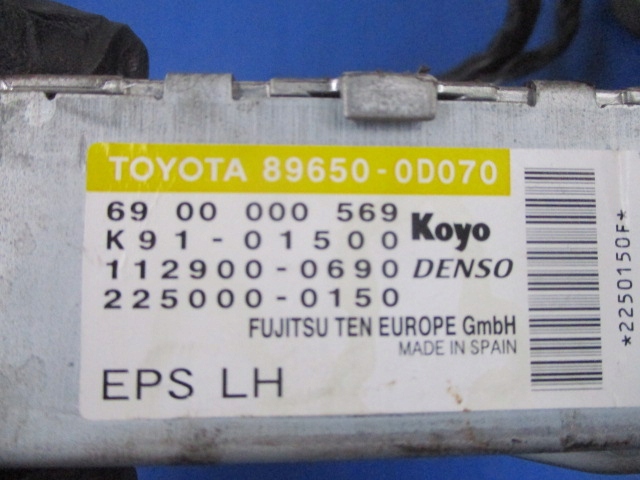 TOYOTA 89650-0D070
69 00 000 569
K91-01500 Koyo
112900-0690 DENSO
225000-0150
FUJITSU TEN EUROPE GmbH
MADE IN SPAIN
EPS LH
*2250150F*